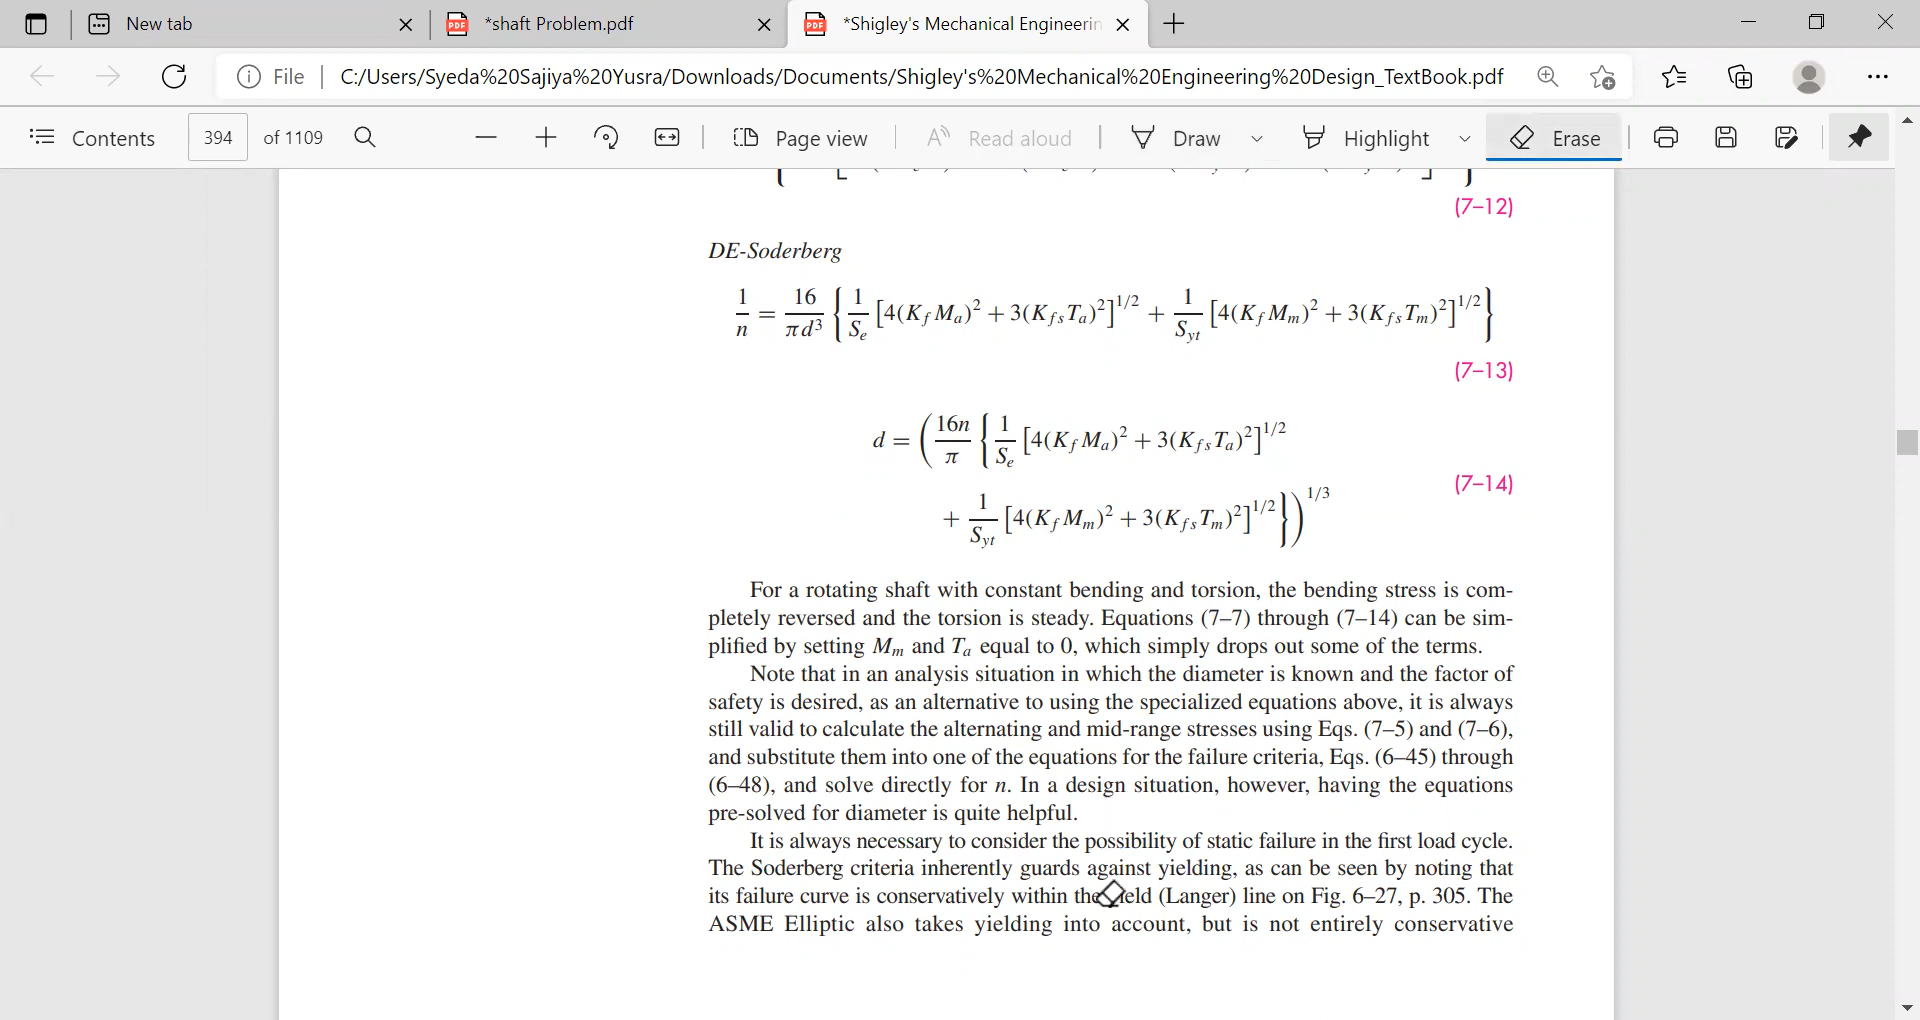 New tab
*shaft Problem.pdf
*Shigley's Mechanical Engineerin
File
C:/Users/Syeda%20Sajiya%20Yusra/Downloads/Documents/Shigley's%20Mechanical%20Engineering%20Design_TextBook.pdf
Contents
394 of 1109
Page view
Read aloud
Draw
Highlight
Erase
(7–12)
DE-Soderberg
1/n = 16/πd³ { 1/Sₑ [4(K_f M_a)² + 3(K_fs T_a)²]^1/2 + 1/S_yt [4(K_f M_m)² + 3(K_fs T_m)²]^1/2 }
(7–13)
d = ( 16n/π { 1/Sₑ [4(K_f M_a)² + 3(K_fs T_a)²]^1/2
(7–14)
+ 1/S_yt [4(K_f M_m)² + 3(K_fs T_m)²]^1/2 } )^1/3
For a rotating shaft with constant bending and torsion, the bending stress is com-
pletely reversed and the torsion is steady. Equations (7–7) through (7–14) can be sim-
plified by setting M_m and T_a equal to 0, which simply drops out some of the terms.
Note that in an analysis situation in which the diameter is known and the factor of
safety is desired, as an alternative to using the specialized equations above, it is always
still valid to calculate the alternating and mid-range stresses using Eqs. (7–5) and (7–6),
and substitute them into one of the equations for the failure criteria, Eqs. (6–45) through
(6–48), and solve directly for n. In a design situation, however, having the equations
pre-solved for diameter is quite helpful.
It is always necessary to consider the possibility of static failure in the first load cycle.
The Soderberg criteria inherently guards against yielding, as can be seen by noting that
its failure curve is conservatively within the (Langer) line on Fig. 6–27, p. 305. The
ASME Elliptic also takes yielding into account, but is not entirely conservative